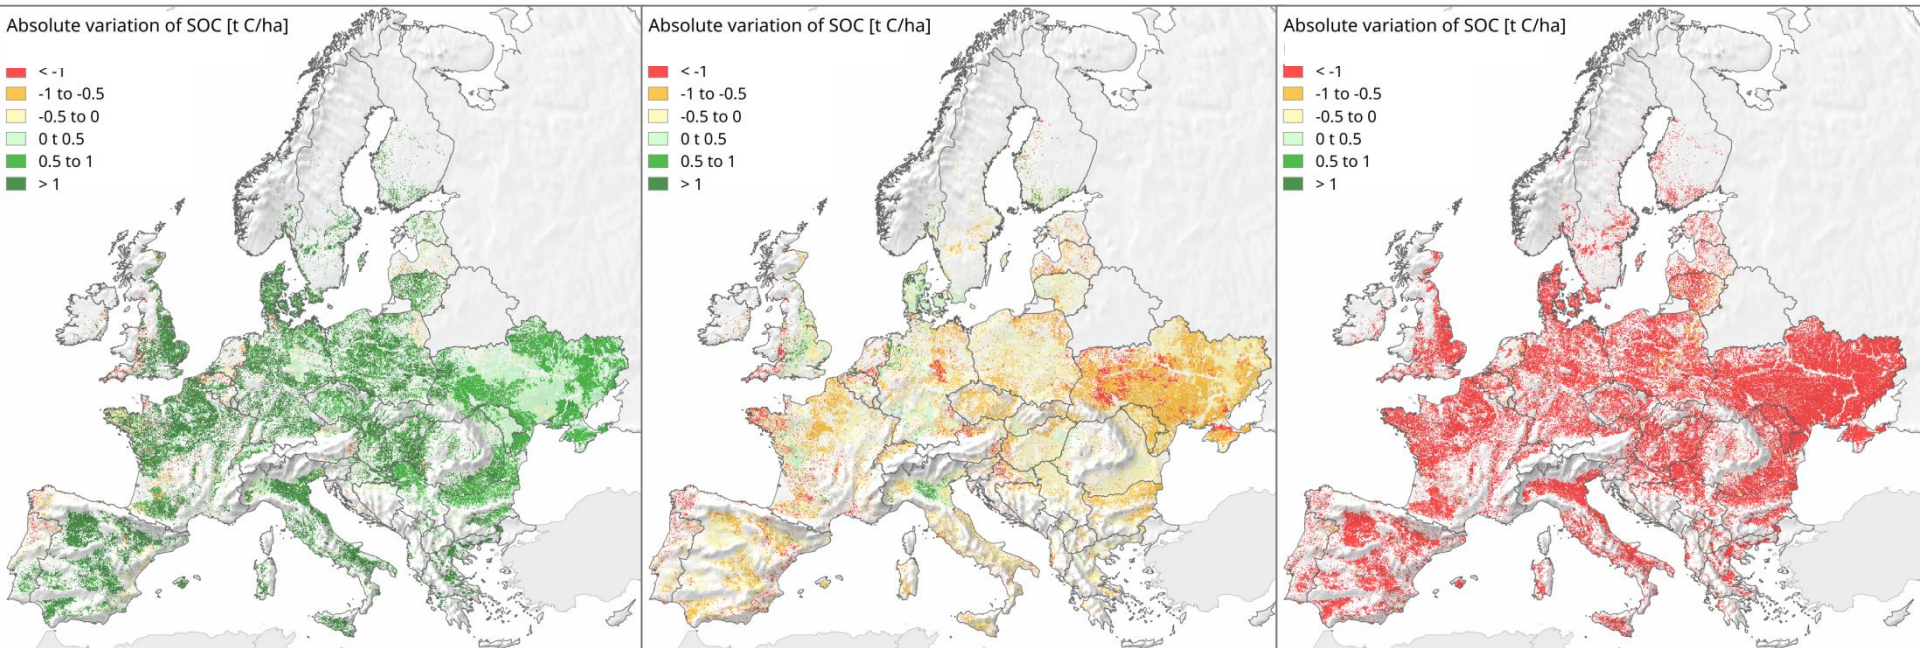 Absolute variation of SOC [t C/ha]
< -1
-1 to -0.5
-0.5 to 0
0 t 0.5
0.5 to 1
> 1
Absolute variation of SOC [t C/ha]
< -1
-1 to -0.5
-0.5 to 0
0 t 0.5
0.5 to 1
> 1
Absolute variation of SOC [t C/ha]
< -1
-1 to -0.5
-0.5 to 0
0 t 0.5
0.5 to 1
> 1